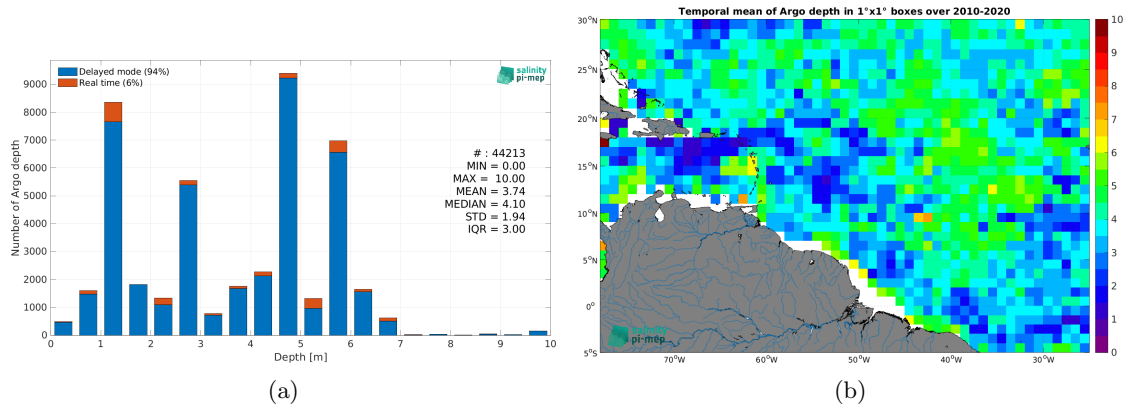 Delayed mode (94%)
Real time (6%)
salinity
pi-mep
Number of Argo depth
9000
8000
7000
6000
5000
4000
3000
2000
1000
0
# : 44213
MIN = 0.00
MAX = 10.00
MEAN = 3.74
MEDIAN = 4.10
STD = 1.94
IQR = 3.00
0 1 2 3 4 5 6 7 8 9 10
Depth [m]
(a)
Temporal mean of Argo depth in 1°x1° boxes over 2010-2020
30°N
25°N
20°N
15°N
10°N
5°N
0°
5°S
70°W 60°W 50°W 40°W 30°W
salinity
pi-mep
10
9
8
7
6
5
4
3
2
1
0
(b)